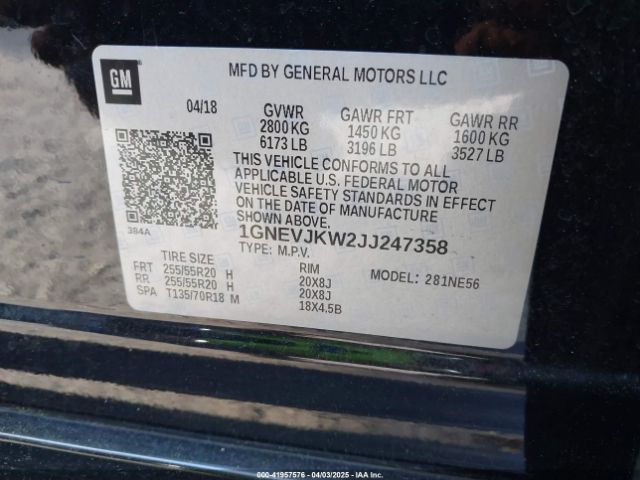 GM
MFD BY GENERAL MOTORS LLC
04/18 GVWR GAWR FRT GAWR RR
2800 KG 1450 KG 1600 KG
6173 LB 3196 LB 3527 LB
THIS VEHICLE CONFORMS TO ALL
APPLICABLE U.S. FEDERAL MOTOR
VEHICLE SAFETY STANDARDS IN EFFECT
ON THE DATE OF MANUFACTURE
SHOWN ABOVE.
384A
1GNEVJKW2JJ247358
TYPE: M.P.V.
TIRE SIZE RIM MODEL: 281NE56
FRT 255/55R20 H 20X8J
RR 255/55R20 H 20X8J
SPA T135/70R18 M 18X4.5B
000-41957576 - 04/03/2025 - IAA Inc.